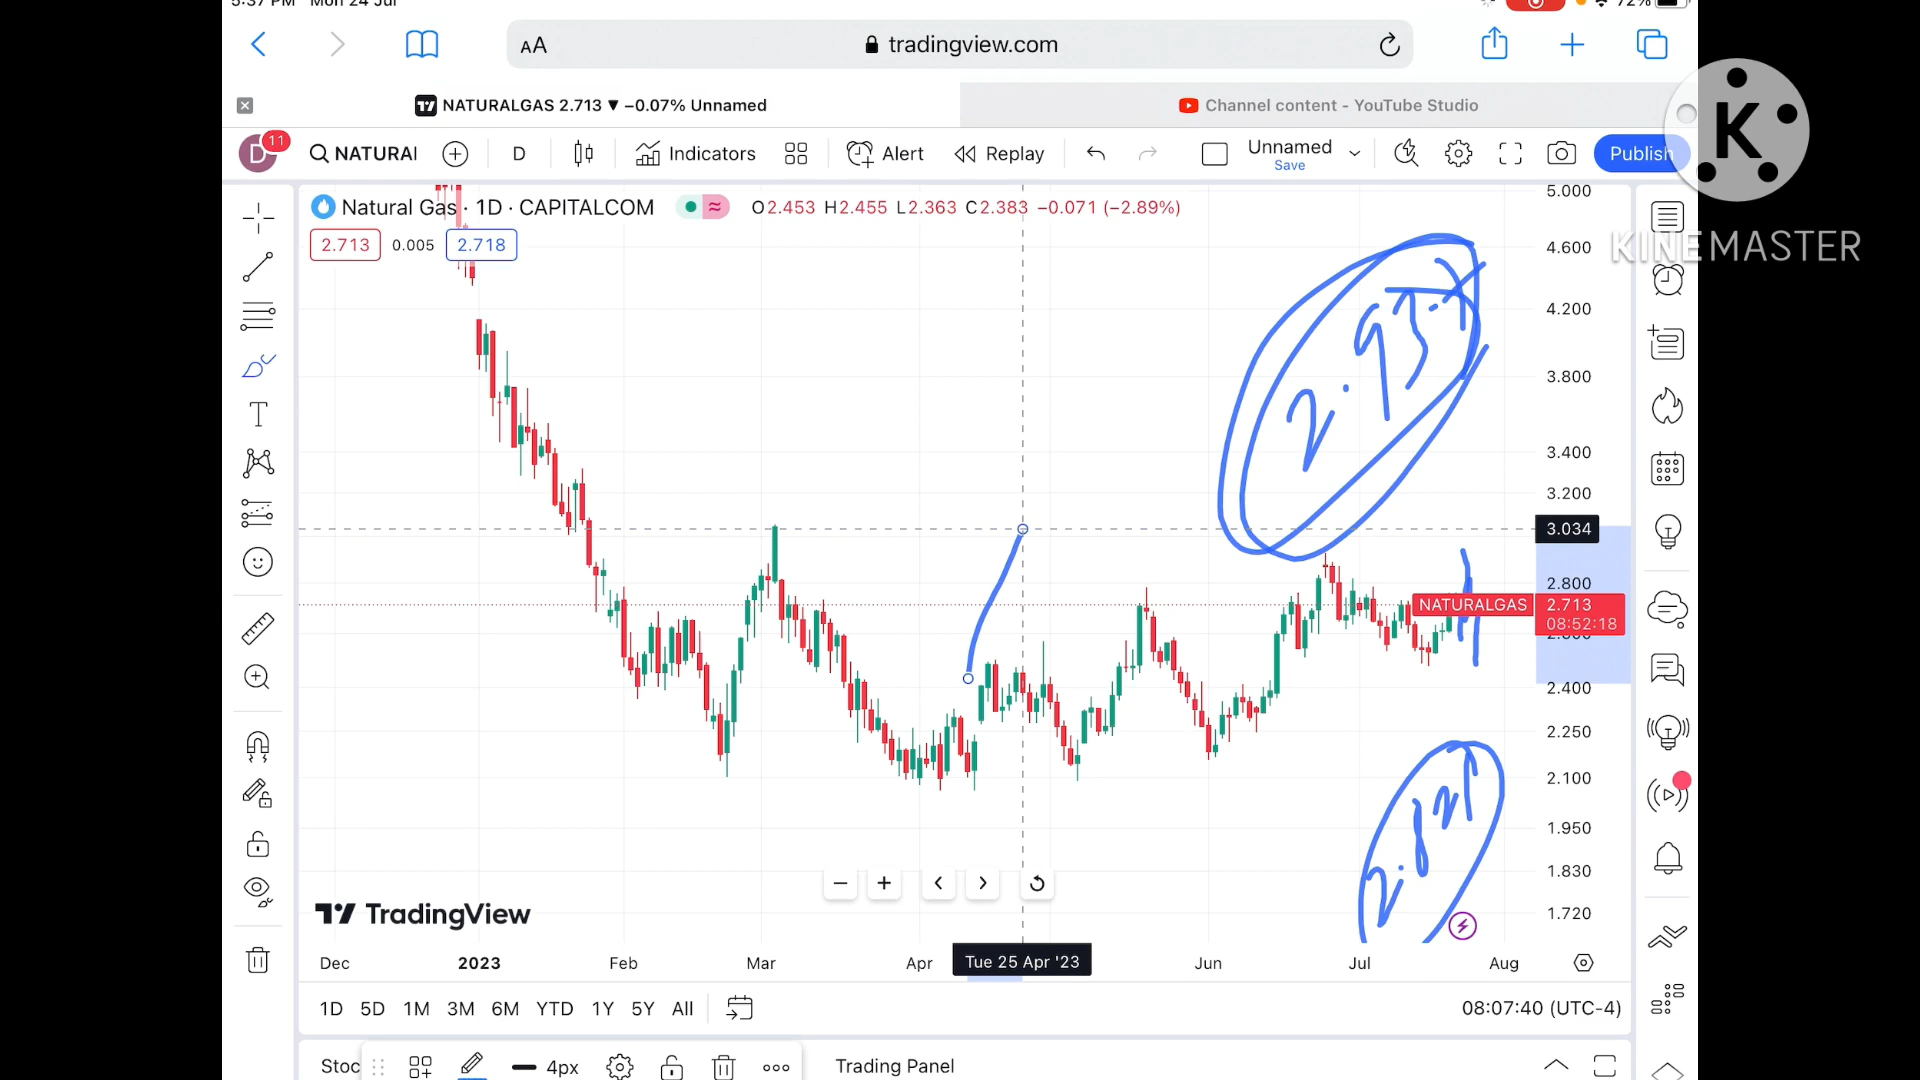 5:37 PM Mon 24 Jul
72%
AA
tradingview.com
NATURALGAS 2.713 ▼ −0.07% Unnamed
Channel content - YouTube Studio
K
KINEMASTER
D
11
NATURAI
D
Indicators
Alert
Replay
Unnamed
Save
Publish
Natural Gas · 1D · CAPITALCOM
O2.453 H2.455 L2.363 C2.383 −0.071 (−2.89%)
2.713
0.005
2.718
5.000
4.600
4.200
3.800
3.400
3.200
3.034
2.800
NATURALGAS
2.713
08:52:18
2.600
2.400
2.250
2.100
1.950
1.830
1.720
TradingView
Dec
2023
Feb
Mar
Apr
Tue 25 Apr '23
Jun
Jul
Aug
1D 5D 1M 3M 6M YTD 1Y 5Y All
08:07:40 (UTC-4)
Stoc
4px
Trading Panel